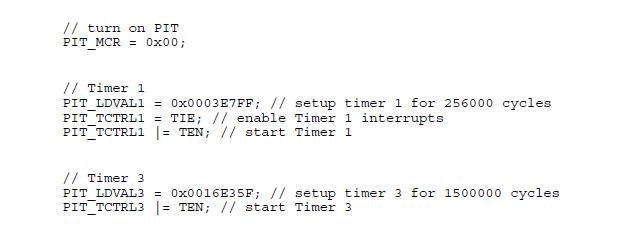 // turn on PIT
PIT_MCR = 0x00;
// Timer 1
PIT_LDVAL1 = 0x0003E7FF; // setup timer 1 for 256000 cycles
PIT_TCTRL1 = TIE; // enable Timer 1 interrupts
PIT_TCTRL1 |= TEN; // start Timer 1
// Timer 3
PIT_LDVAL3 = 0x0016E35F; // setup timer 3 for 1500000 cycles
PIT_TCTRL3 |= TEN; // start Timer 3